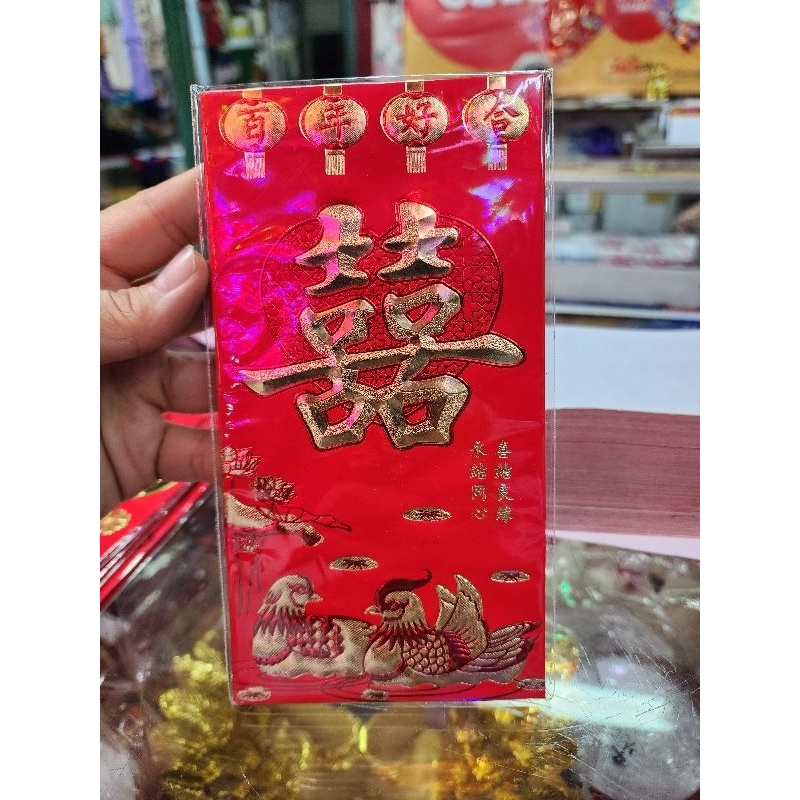 百年好合
囍
喜結良緣
永結同心